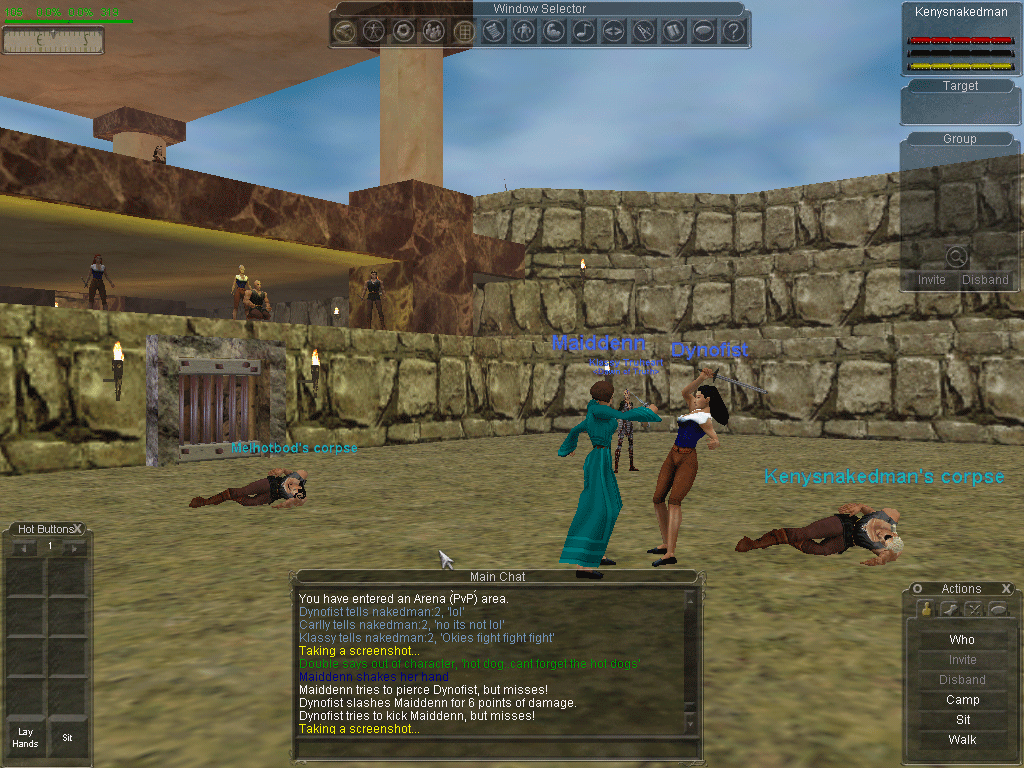 Window Selector
Kenysnakedman
Target
Group
Invite Disband
Maiddenn
Dynofist
Melhotbod's corpse
Kenysnakedman's corpse
Hot Buttons X
1
Lay Hands
Sit
Main Chat
You have entered an Arena (PvP) area.
Dynofist tells nakedman:2, 'lol'
Carlly tells nakedman:2, 'no its not lol'
Klassy tells nakedman:2, 'Okies fight fight fight'
Taking a screenshot...
Double says out of character, 'hot dog. cant forget the hot dogs'
Maiddenn shakes her hand
Maiddenn tries to pierce Dynofist, but misses!
Dynofist slashes Maiddenn for 6 points of damage.
Dynofist tries to kick Maiddenn, but misses!
Taking a screenshot...
Actions X
Who
Invite
Disband
Camp
Sit
Walk